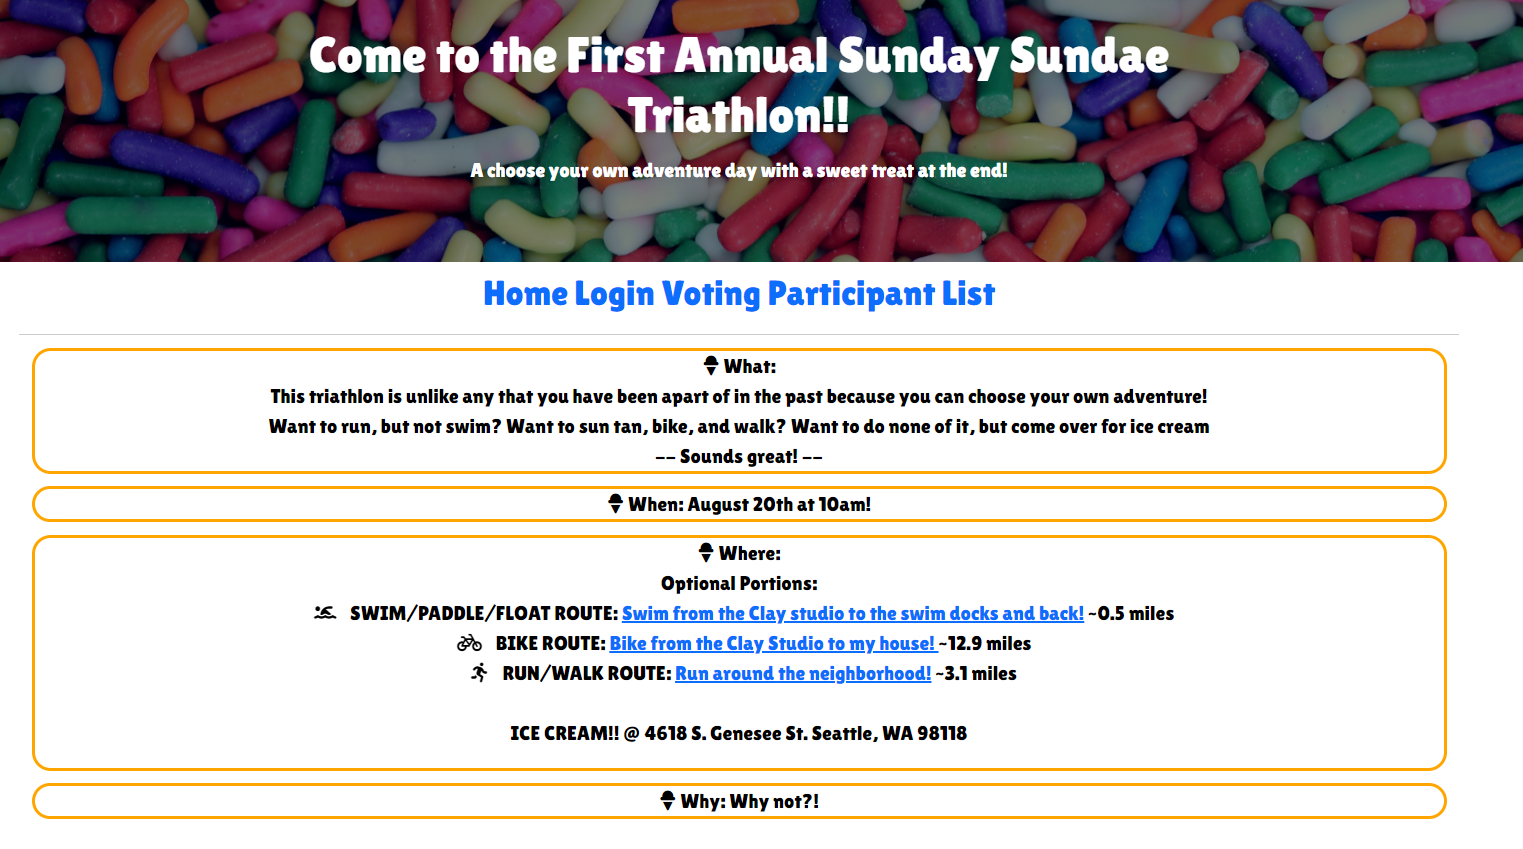 Come to the First Annual Sunday Sundae
Triathlon!!
A choose your own adventure day with a sweet treat at the end!
Home Login Voting Participant List
What:
This triathlon is unlike any that you have been apart of in the past because you can choose your own adventure!
Want to run, but not swim? Want to sun tan, bike, and walk? Want to do none of it, but come over for ice cream
-- Sounds great! --
When: August 20th at 10am!
Where:
Optional Portions:
SWIM/PADDLE/FLOAT ROUTE: Swim from the Clay studio to the swim docks and back! ~0.5 miles
BIKE ROUTE: Bike from the Clay Studio to my house! ~12.9 miles
RUN/WALK ROUTE: Run around the neighborhood! ~3.1 miles
ICE CREAM!! @ 4618 S. Genesee St. Seattle, WA 98118
Why: Why not?!